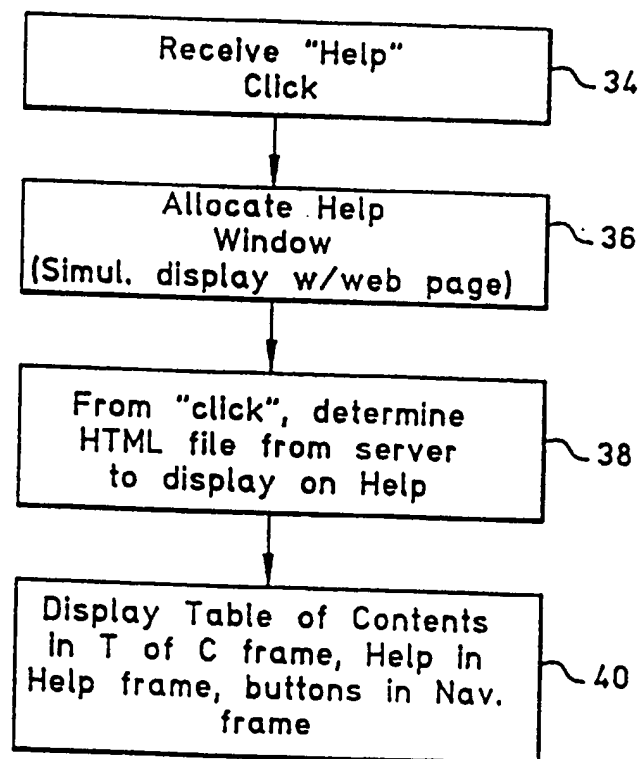 Receive "Help"
Click
34
Allocate Help
Window
(Simul. display w/web page)
36
From "click", determine
HTML file from server
to display on Help
38
Display Table of Contents
in T of C frame, Help in
Help frame, buttons in Nav.
frame
40